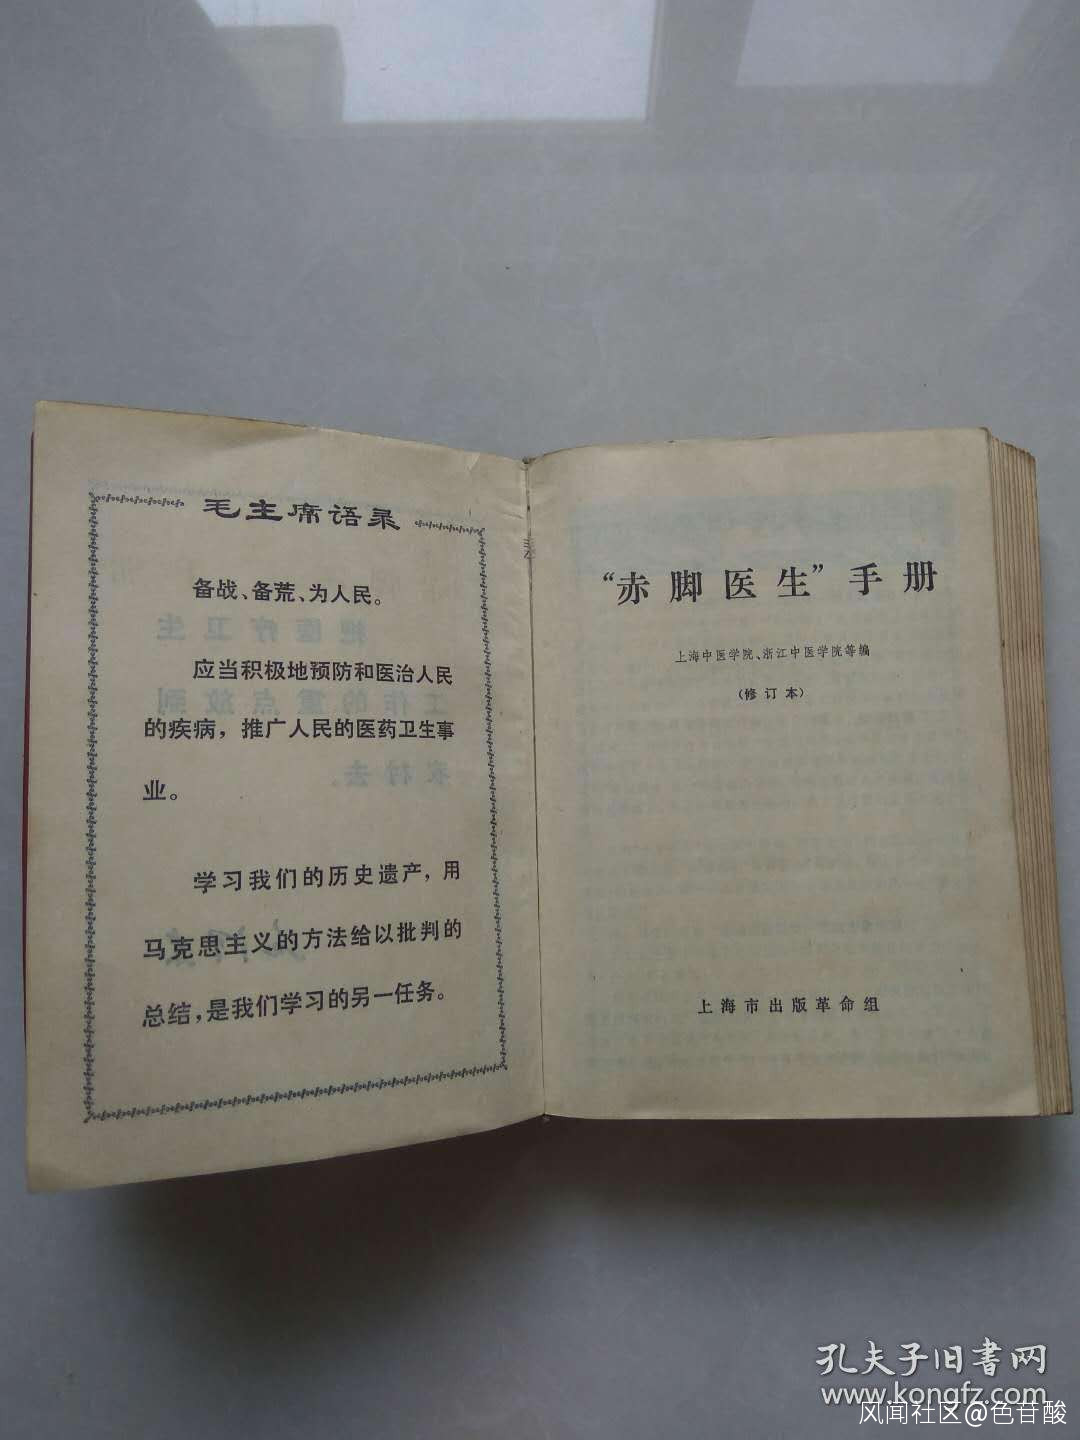 毛主席语录
备战、备荒、为人民。
应当积极地预防和医治人民
的疾病，推广人民的医药卫生事
业。
学习我们的历史遗产，用
马克思主义的方法给以批判的
总结，是我们学习的另一任务。
“赤脚医生”手册
上海中医学院、浙江中医学院等编
（修订本）
上海市出版革命组
孔夫子旧书网
www.kongfz.com
风闻社区@色甘酸